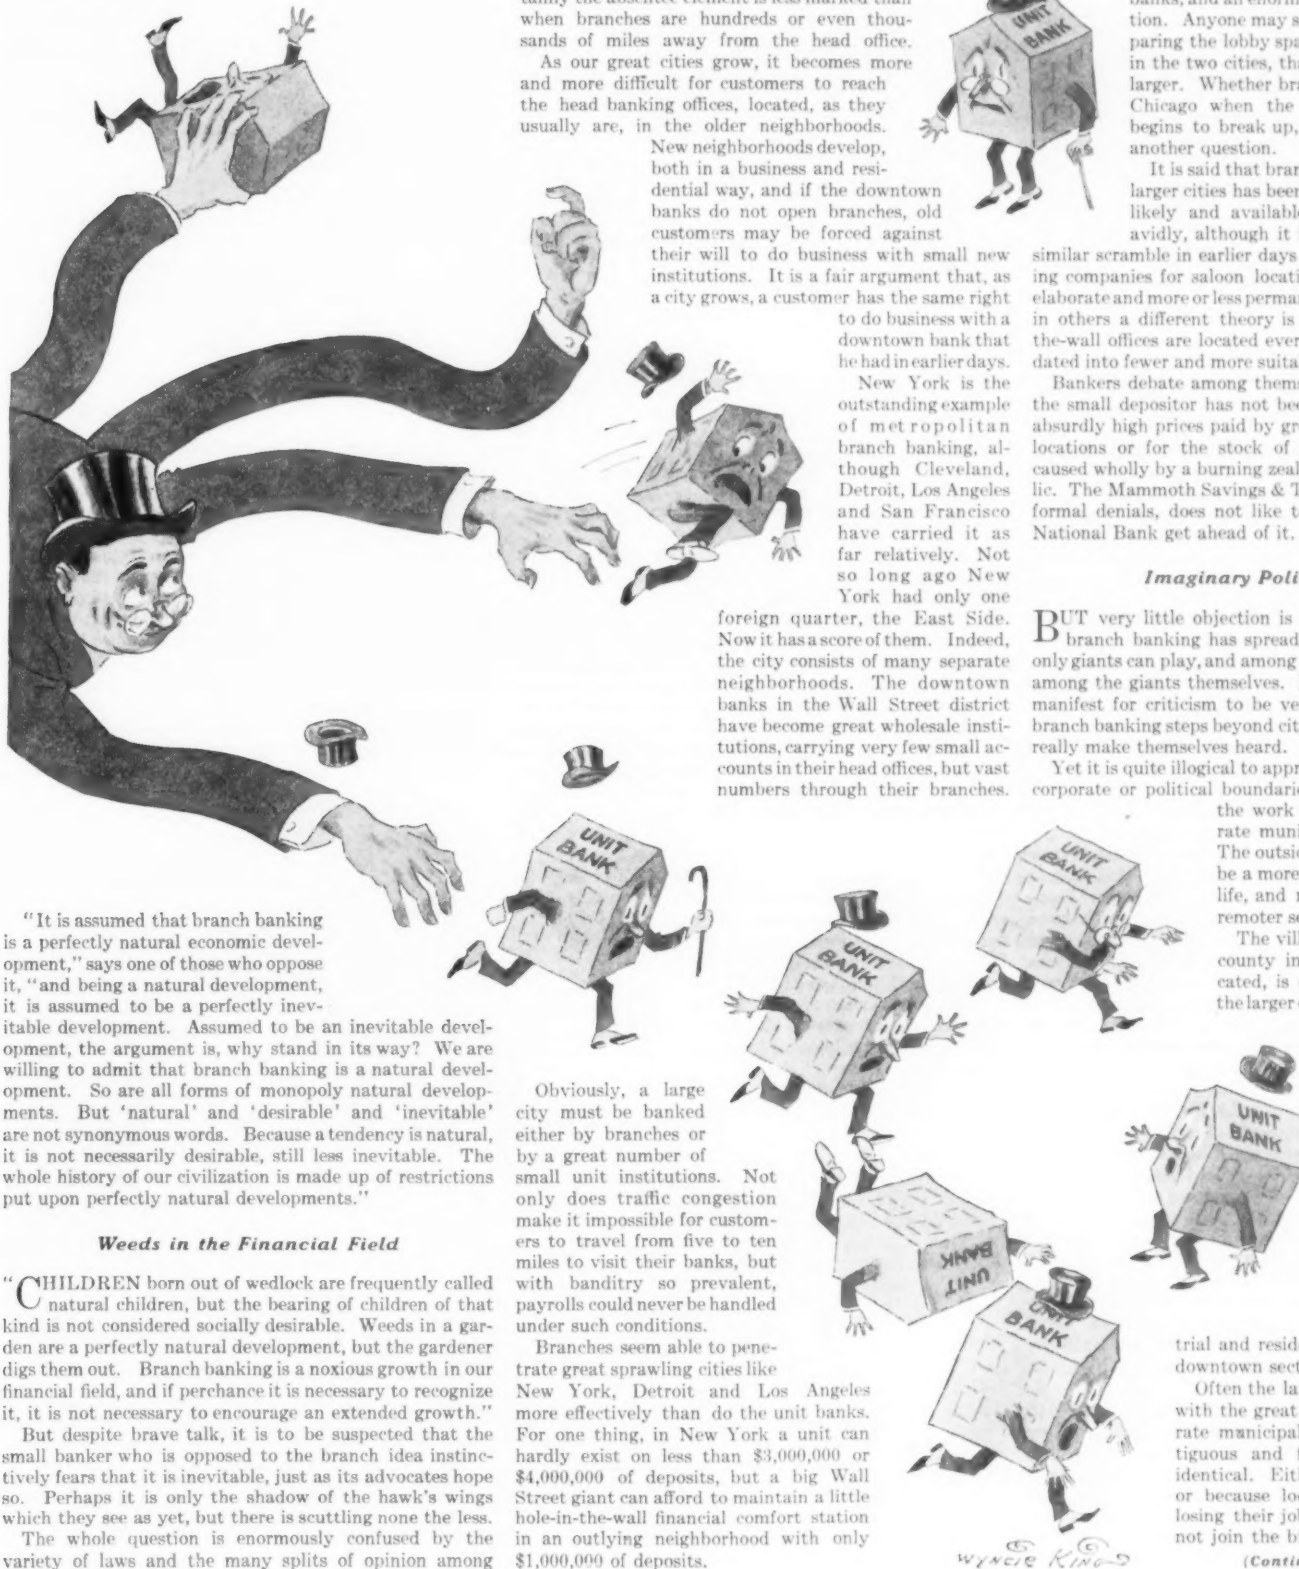 "It is assumed that branch banking
is a perfectly natural economic devel-
opment," says one of those who oppose
it, "and being a natural development,
it is assumed to be a perfectly inev-
itable development. Assumed to be an inevitable devel-
opment, the argument is, why stand in its way? We are
willing to admit that branch banking is a natural devel-
opment. So are all forms of monopoly natural develop-
ments. But 'natural' and 'desirable' and 'inevitable'
are not synonymous words. Because a tendency is natural,
it is not necessarily desirable, still less inevitable. The
whole history of our civilization is made up of restrictions
put upon perfectly natural developments."
Weeds in the Financial Field
"CHILDREN born out of wedlock are frequently called
natural children, but the bearing of children of that
kind is not considered socially desirable. Weeds in a gar-
den are a perfectly natural development, but the gardener
digs them out. Branch banking is a noxious growth in our
financial field, and if perchance it is necessary to recognize
it, it is not necessary to encourage an extended growth."
But despite brave talk, it is to be suspected that the
small banker who is opposed to the branch idea instinc-
tively fears that it is inevitable, just as its advocates hope
so. Perhaps it is only the shadow of the hawk's wings
which they see as yet, but there is scuttling none the less.
The whole question is enormously confused by the
variety of laws and the many splits of opinion among
tainly the absentee element is less marked than
when branches are hundreds or even thou-
sands of miles away from the head office.
As our great cities grow, it becomes more
and more difficult for customers to reach
the head banking offices, located, as they
usually are, in the older neighborhoods.
New neighborhoods develop,
both in a business and resi-
dential way, and if the downtown
banks do not open branches, old
customers may be forced against
their will to do business with small new
institutions. It is a fair argument that, as
a city grows, a customer has the same right
to do business with a
downtown bank that
he had in earlier days.
New York is the
outstanding example
of metropolitan
branch banking, al-
though Cleveland,
Detroit, Los Angeles
and San Francisco
have carried it as
far relatively. Not
so long ago New
York had only one
foreign quarter, the East Side.
Now it has a score of them. Indeed,
the city consists of many separate
neighborhoods. The downtown
banks in the Wall Street district
have become great wholesale insti-
tutions, carrying very few small ac-
counts in their head offices, but vast
numbers through their branches.
Obviously, a large
city must be banked
either by branches or
by a great number of
small unit institutions. Not
only does traffic congestion
make it impossible for custom-
ers to travel from five to ten
miles to visit their banks, but
with banditry so prevalent,
payrolls could never be handled
under such conditions.
Branches seem able to pene-
trate great sprawling cities like
New York, Detroit and Los Angeles
more effectively than do the unit banks.
For one thing, in New York a unit can
hardly exist on less than $3,000,000 or
$4,000,000 of deposits, but a big Wall
Street giant can afford to maintain a little
hole-in-the-wall financial comfort station
in an outlying neighborhood with only
$1,000,000 of deposits.
banks, and an enorm
tion. Anyone may s
paring the lobby spa
in the two cities, tha
larger. Whether bra
Chicago when the
begins to break up,
another question.
It is said that bran
larger cities has been
likely and available
avidly, although it
similar scramble in earlier days
ing companies for saloon locati
elaborate and more or less perma
in others a different theory is
the-wall offices are located ever
dated into fewer and more suita
Bankers debate among thems
the small depositor has not bee
absurdly high prices paid by gr
locations or for the stock of
caused wholly by a burning zeal
lic. The Mammoth Savings & T
formal denials, does not like t
National Bank get ahead of it.
Imaginary Poli
BUT very little objection is
branch banking has spread
only giants can play, and among
among the giants themselves.
manifest for criticism to be ve
branch banking steps beyond cit
really make themselves heard.
Yet it is quite illogical to appr
corporate or political boundarie
the work
rate muni
The outsid
be a more
life, and
remoter se
The vill
county in
cated, is
the larger
trial and resid
downtown sect
Often the la
with the great
rate municipal
tiguous and
identical. Eith
or because lo
losing their jo
not join the b
(Contin
UNIT
BANK
UNIT
BANK
UNIT
BANK
UNIT
BANK
UNIT
BANK
UNIT
BANK
UNIT
BANK
WYNCIE KING